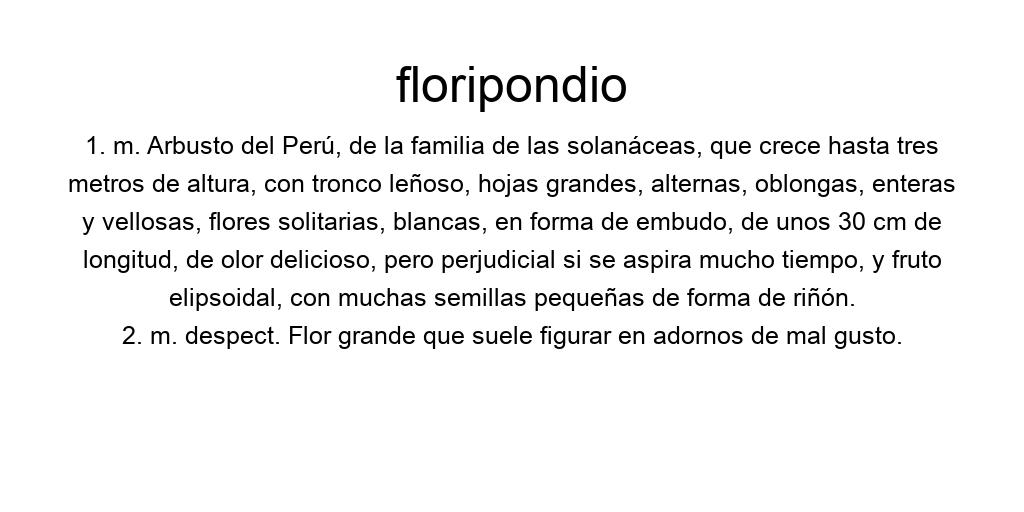 floripondio
1. m. Arbusto del Perú, de la familia de las solanáceas, que crece hasta tres
metros de altura, con tronco leñoso, hojas grandes, alternas, oblongas, enteras
y vellosas, flores solitarias, blancas, en forma de embudo, de unos 30 cm de
longitud, de olor delicioso, pero perjudicial si se aspira mucho tiempo, y fruto
elipsoidal, con muchas semillas pequeñas de forma de riñón.
2. m. despect. Flor grande que suele figurar en adornos de mal gusto.